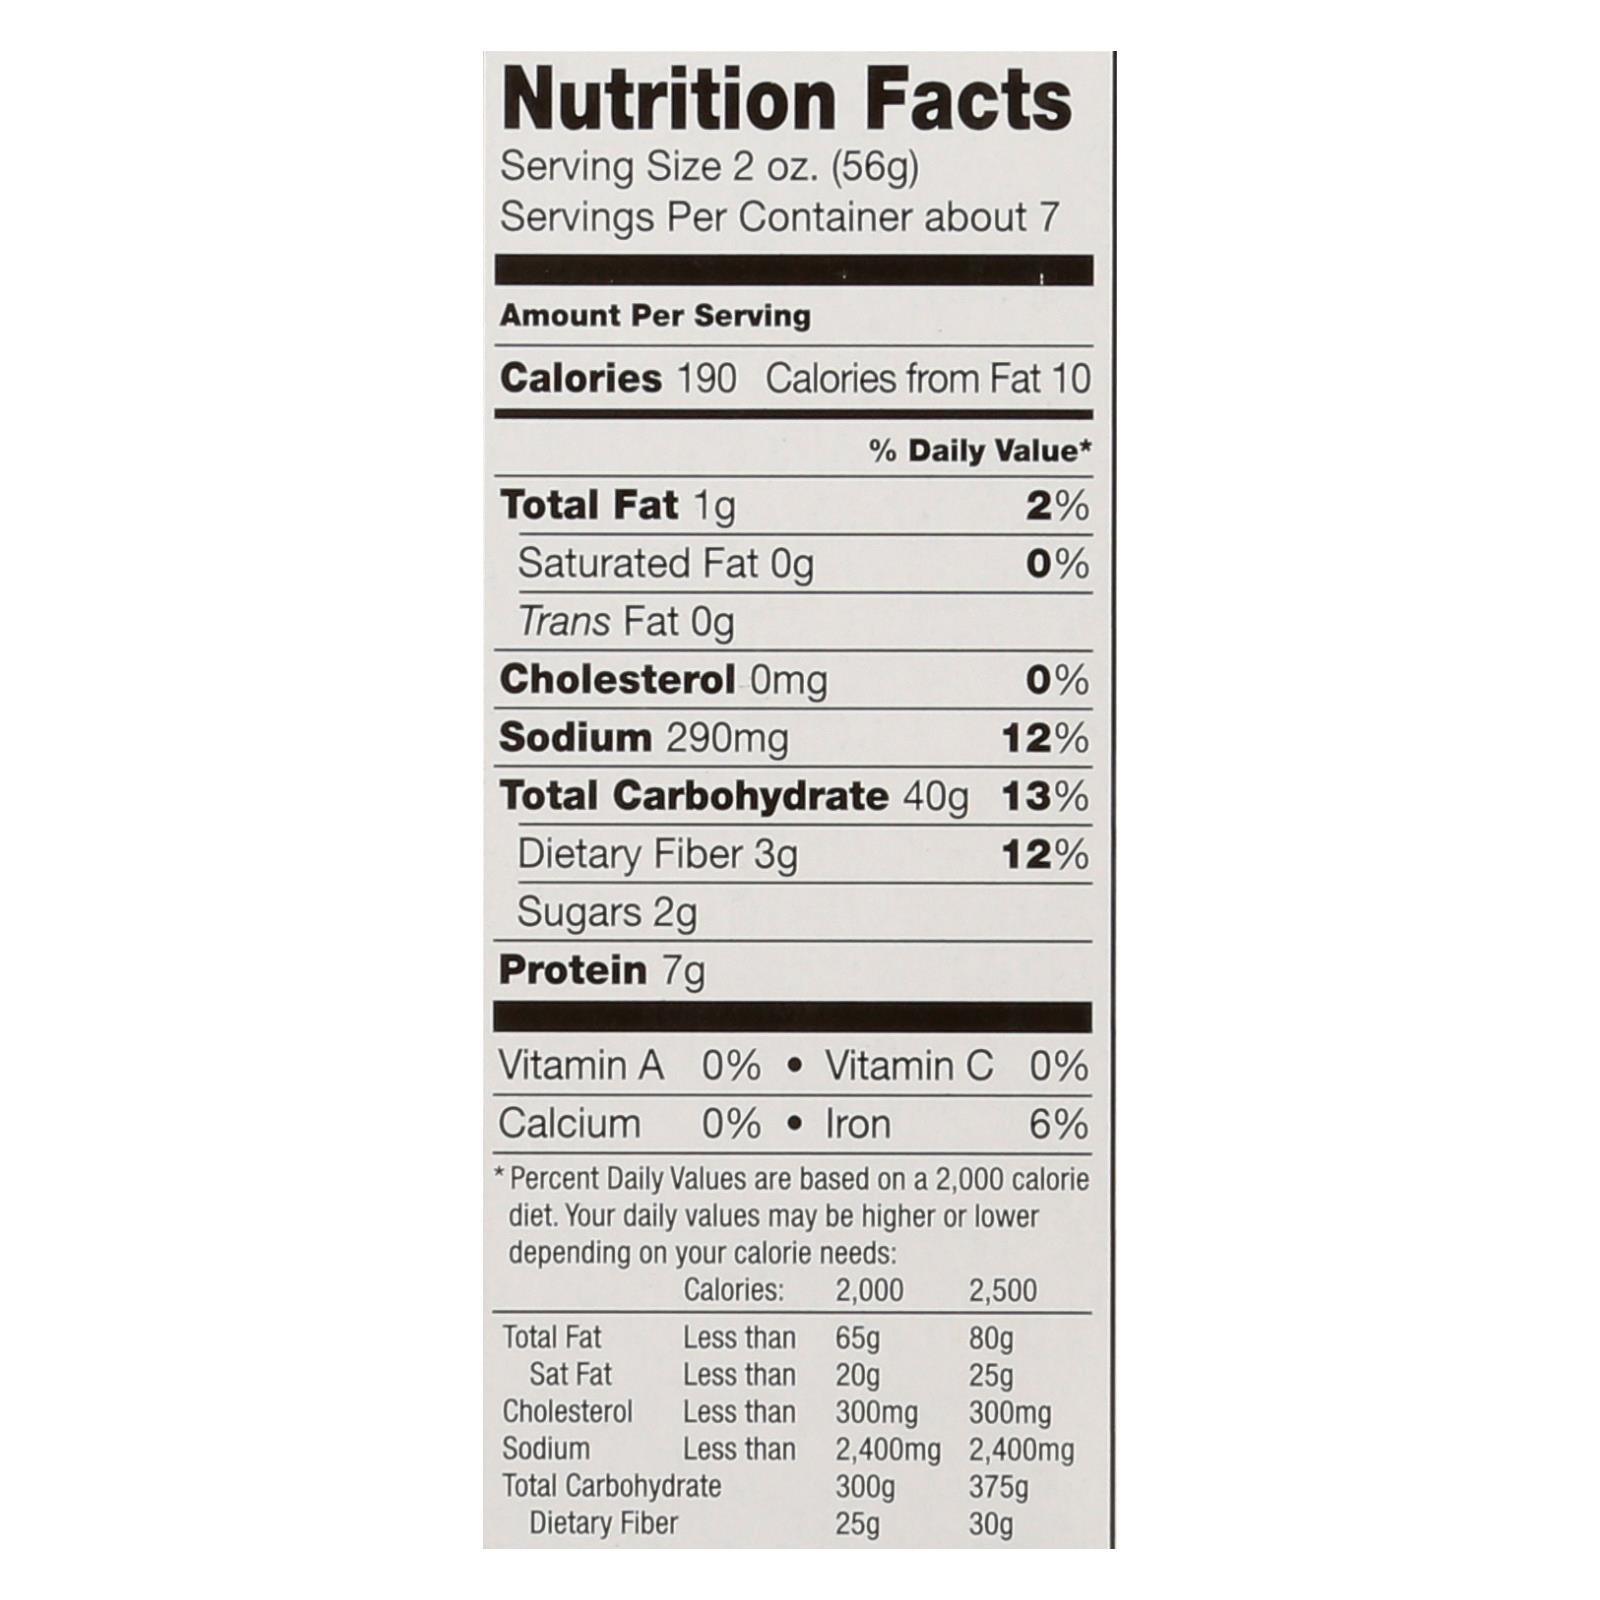 Nutrition Facts
Serving Size 2 oz. (56g)
Servings Per Container about 7
Amount Per Serving
Calories 190 Calories from Fat 10
% Daily Value*
Total Fat 1g 2%
Saturated Fat 0g 0%
Trans Fat 0g
Cholesterol 0mg 0%
Sodium 290mg 12%
Total Carbohydrate 40g 13%
Dietary Fiber 3g 12%
Sugars 2g
Protein 7g
Vitamin A 0% • Vitamin C 0%
Calcium 0% • Iron 6%
* Percent Daily Values are based on a 2,000 calorie
diet. Your daily values may be higher or lower
depending on your calorie needs:
Calories: 2,000 2,500
Total Fat Less than 65g 80g
Sat Fat Less than 20g 25g
Cholesterol Less than 300mg 300mg
Sodium Less than 2,400mg 2,400mg
Total Carbohydrate 300g 375g
Dietary Fiber 25g 30g